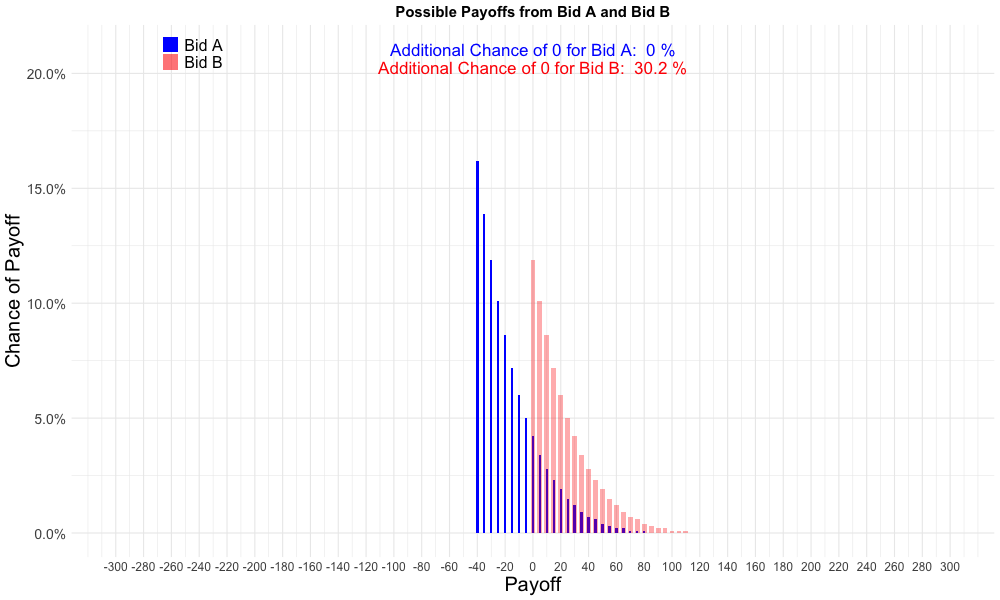 Possible Payoffs from Bid A and Bid B
Bid A
Bid B
Additional Chance of 0 for Bid A:  0 %
Additional Chance of 0 for Bid B:  30.2 %
Chance of Payoff
20.0%
15.0%
10.0%
5.0%
0.0%
-300 -280 -260 -240 -220 -200 -180 -160 -140 -120 -100 -80 -60 -40 -20 0 20 40 60 80 100 120 140 160 180 200 220 240 260 280 300
Payoff